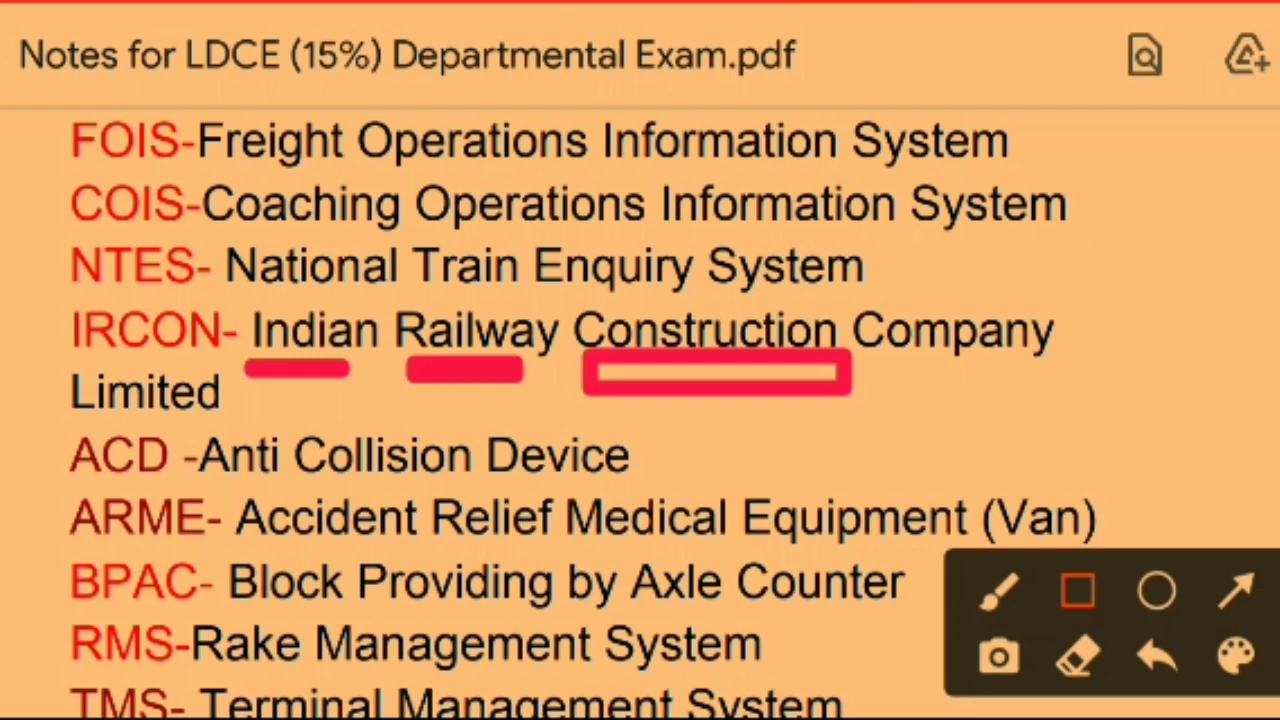 Notes for LDCE (15%) Departmental Exam.pdf
FOIS-Freight Operations Information System
COIS-Coaching Operations Information System
NTES- National Train Enquiry System
IRCON- Indian Railway Construction Company
Limited
ACD -Anti Collision Device
ARME- Accident Relief Medical Equipment (Van)
BPAC- Block Providing by Axle Counter
RMS-Rake Management System
TMS- Terminal Management System